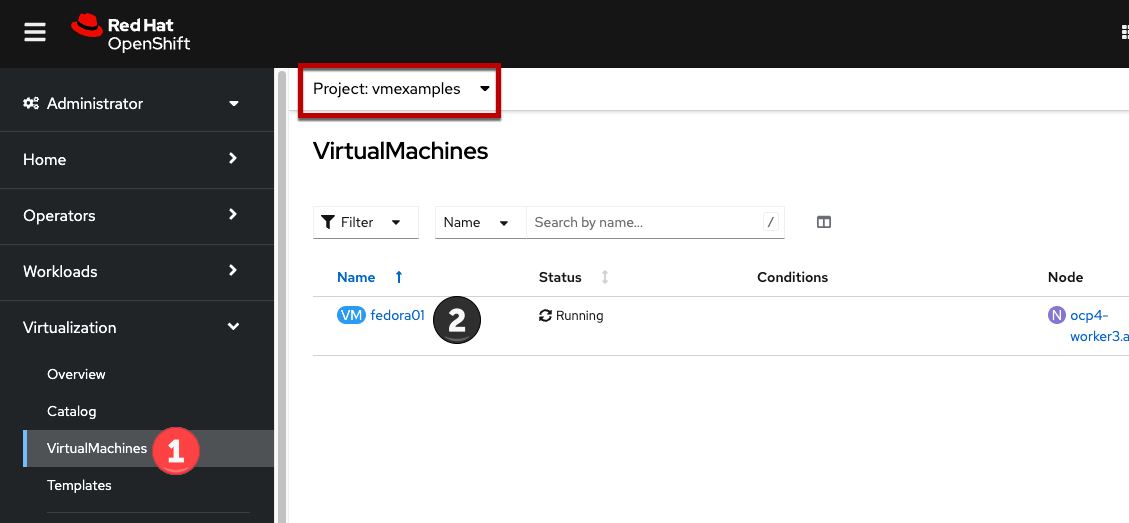 Red Hat
OpenShift
Administrator
Home
Operators
Workloads
Virtualization
Overview
Catalog
VirtualMachines
1
Templates
Project: vmexamples
VirtualMachines
Filter
Name
Search by name...
/
Name
Status
Conditions
Node
VM fedora01
2
Running
N ocp4-
worker3.a